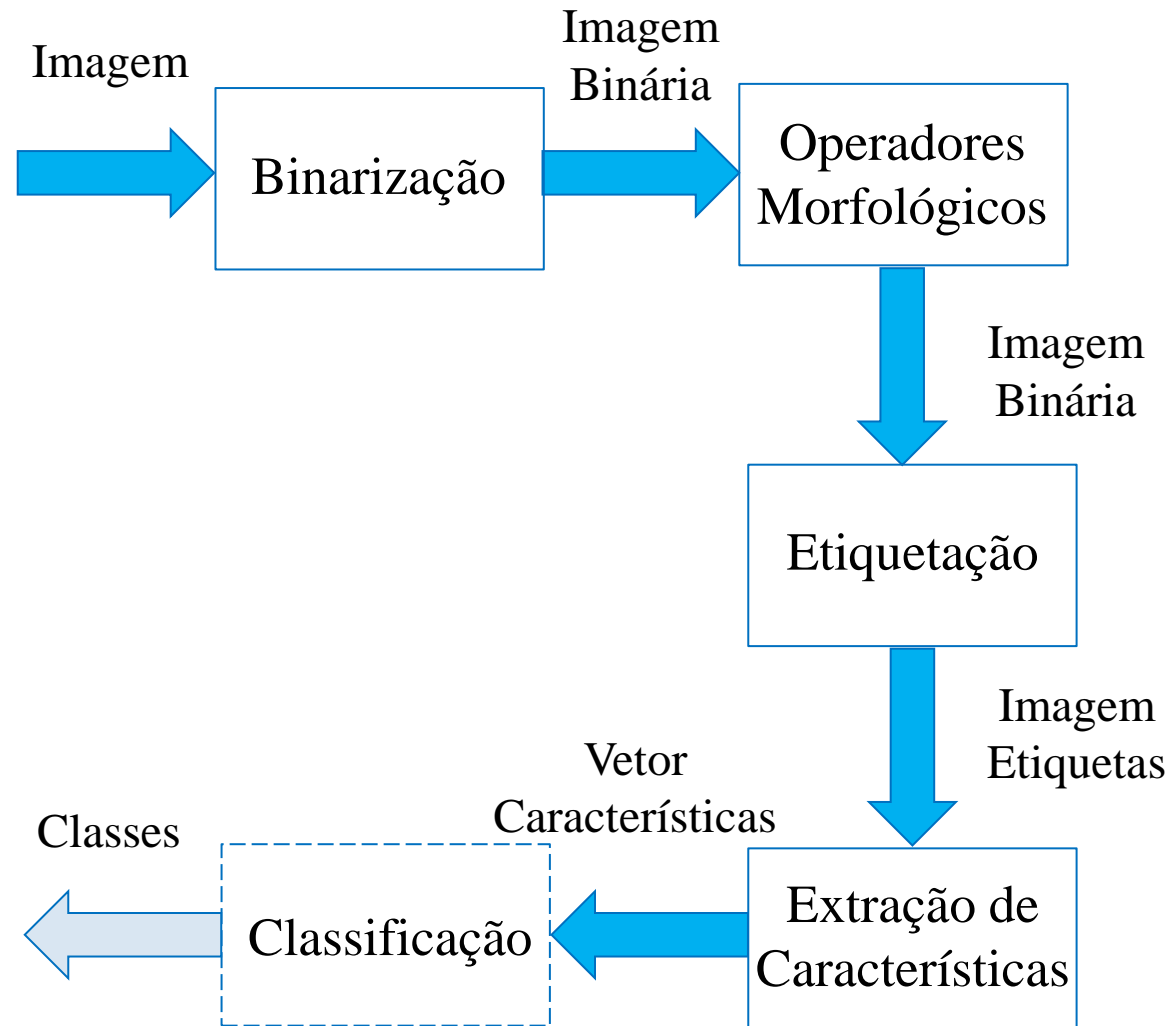 Imagem
Binarização
Imagem
Binária
Operadores
Morfológicos
Imagem
Binária
Etiquetação
Imagem
Etiquetas
Extração de
Características
Vetor
Características
Classificação
Classes